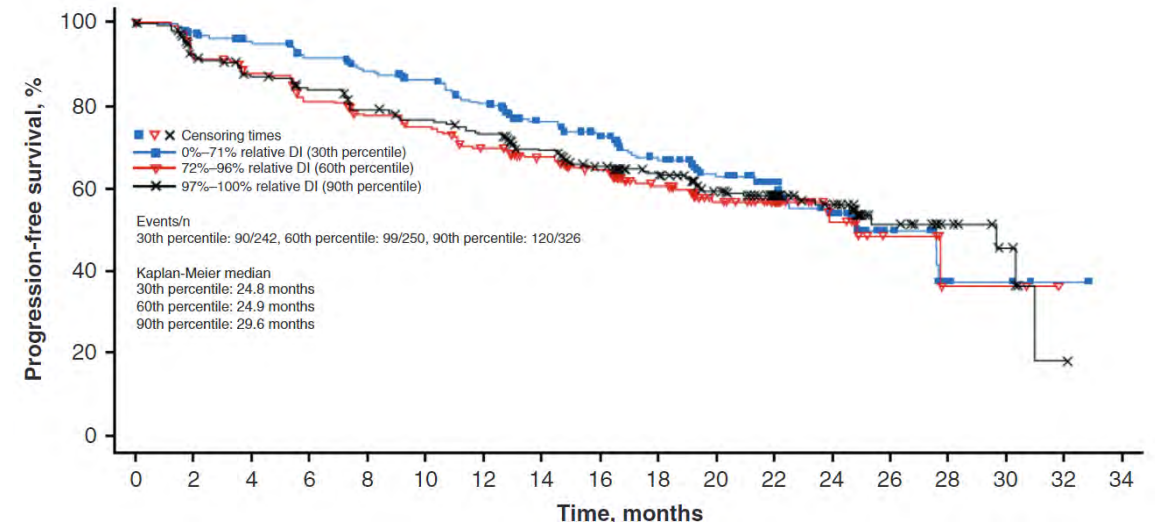 Progression-free survival, %
100
80
60
40
20
0
Censoring times
0%–71% relative DI (30th percentile)
72%–96% relative DI (60th percentile)
97%–100% relative DI (90th percentile)
Events/n
30th percentile: 90/242, 60th percentile: 99/250, 90th percentile: 120/326
Kaplan-Meier median
30th percentile: 24.8 months
60th percentile: 24.9 months
90th percentile: 29.6 months
0 2 4 6 8 10 12 14 16 18 20 22 24 26 28 30 32 34
Time, months